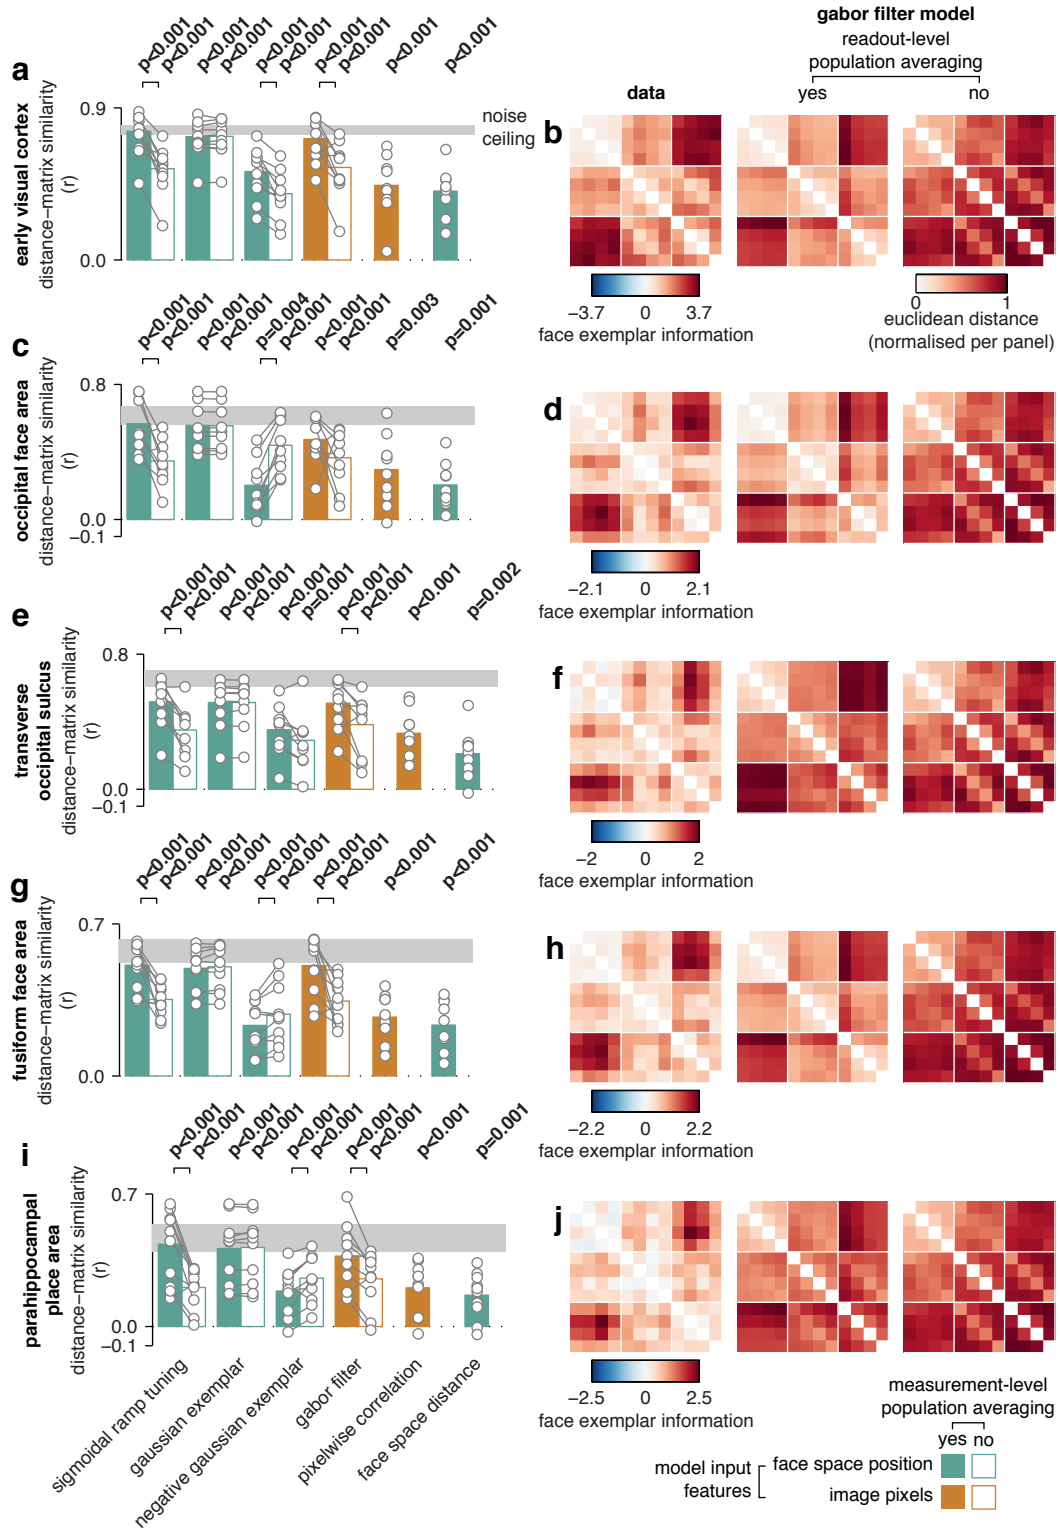 a
early visual cortex
distance−matrix similarity
(r)
p<0.001
p<0.001
p<0.001
p<0.001
p<0.001
p<0.001
p<0.001
p<0.001
p<0.001
p<0.001
0.9
0.0
noise
ceiling
gabor filter model
readout-level
population averaging
data
yes
no
b
−3.7
0
3.7
face exemplar information
0
1
euclidean distance
(normalised per panel)
c
occipital face area
distance−matrix similarity
(r)
p<0.001
p<0.001
p<0.001
p<0.001
p=0.004
p<0.001
p<0.001
p<0.001
p=0.003
p=0.001
0.8
0.0
−0.1
d
−2.1
0
2.1
face exemplar information
e
transverse
occipital sulcus
distance−matrix similarity
(r)
p<0.001
p<0.001
p<0.001
p<0.001
p<0.001
p=0.001
p<0.001
p<0.001
p<0.001
p=0.002
0.8
0.0
−0.1
f
−2
0
2
face exemplar information
g
fusiform face area
distance−matrix similarity
(r)
p<0.001
p<0.001
p<0.001
p<0.001
p<0.001
p<0.001
p<0.001
p<0.001
p<0.001
p<0.001
0.7
0.0
h
−2.2
0
2.2
face exemplar information
i
parahippocampal
place area
distance−matrix similarity
(r)
p<0.001
p<0.001
p<0.001
p<0.001
p<0.001
p<0.001
p<0.001
p<0.001
p<0.001
p=0.001
0.7
0.0
−0.1
sigmoidal ramp tuning
gaussian exemplar
negative gaussian exemplar
gabor filter
pixelwise correlation
face space distance
j
−2.5
0
2.5
face exemplar information
measurement-level
population averaging
yes no
model input
features
face space position
image pixels